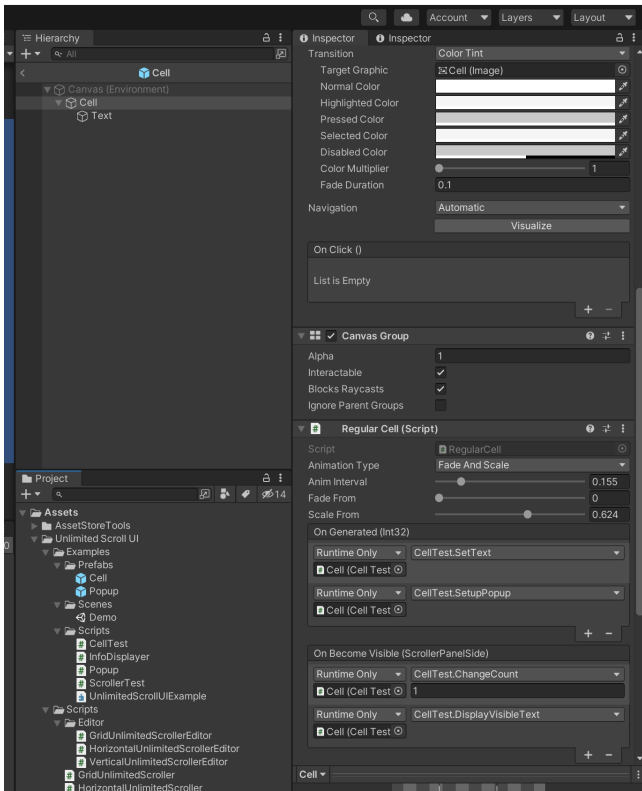 Account
Layers
Layout
Hierarchy
All
Cell
Canvas (Environment)
Cell
Text
Project
14
Assets
AssetStoreTools
Unlimited Scroll UI
Examples
Prefabs
Cell
Popup
Scenes
Demo
Scripts
CellTest
InfoDisplayer
Popup
ScrollerTest
UnlimitedScrollUIExample
Scripts
Editor
GridUnlimitedScrollerEditor
HorizontalUnlimitedScrollerEditor
VerticalUnlimitedScrollerEditor
GridUnlimitedScroller
HorizontalUnlimitedScroller
Inspector
Inspector
Transition Color Tint
Target Graphic Cell (Image)
Normal Color
Highlighted Color
Pressed Color
Selected Color
Disabled Color
Color Multiplier 1
Fade Duration 0.1
Navigation Automatic
Visualize
On Click ()
List is Empty
Canvas Group
Alpha 1
Interactable
Blocks Raycasts
Ignore Parent Groups
Regular Cell (Script)
Script RegularCell
Animation Type Fade And Scale
Anim Interval 0.155
Fade From 0
Scale From 0.624
On Generated (Int32)
Runtime Only CellTest.SetText
Cell (Cell Test
Runtime Only CellTest.SetupPopup
Cell (Cell Test
On Become Visible (ScrollerPanelSide)
Runtime Only CellTest.ChangeCount
Cell (Cell Test 1
Runtime Only CellTest.DisplayVisibleText
Cell (Cell Test
Cell